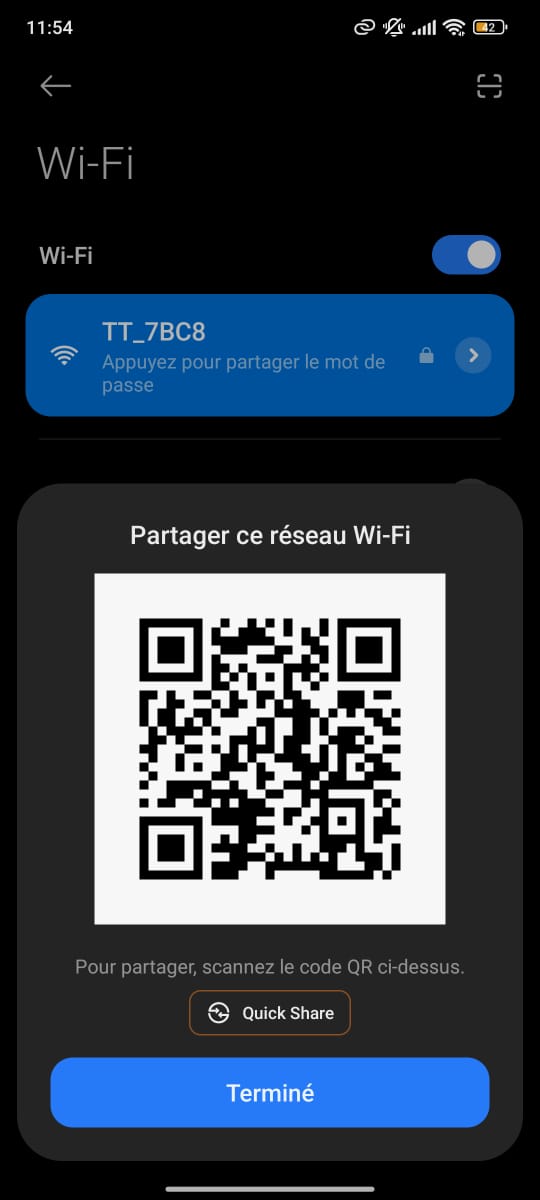 11:54
42
Wi-Fi
Wi-Fi
TT_7BC8
Appuyez pour partager le mot de
passe
Partager ce réseau Wi-Fi
Pour partager, scannez le code QR ci-dessus.
Quick Share
Terminé